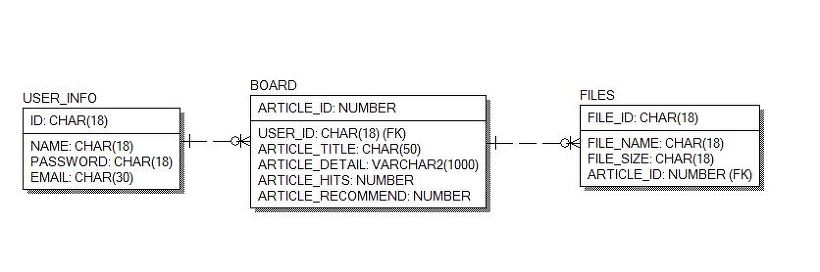 USER_INFO
ID: CHAR(18)
NAME: CHAR(18)
PASSWORD: CHAR(18)
EMAIL: CHAR(30)
BOARD
ARTICLE_ID: NUMBER
USER_ID: CHAR(18) (FK)
ARTICLE_TITLE: CHAR(50)
ARTICLE_DETAIL: VARCHAR2(1000)
ARTICLE_HITS: NUMBER
ARTICLE_RECOMMEND: NUMBER
FILES
FILE_ID: CHAR(18)
FILE_NAME: CHAR(18)
FILE_SIZE: CHAR(18)
ARTICLE_ID: NUMBER (FK)